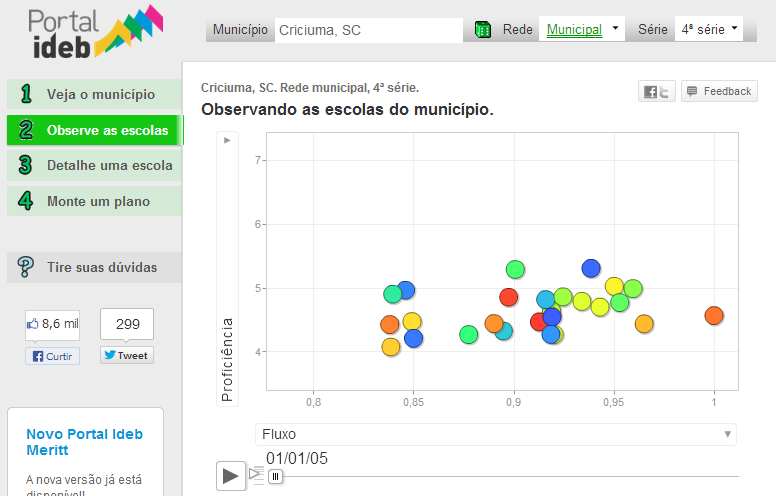 Portal
ideb
Município Criciuma, SC Rede Municipal Série 4ª série
1 Veja o município
2 Observe as escolas
3 Detalhe uma escola
4 Monte um plano
? Tire suas dúvidas
8,6 mil 299
Curtir Tweet
Novo Portal Ideb
Meritt
A nova versão já está
disponível!
Criciuma, SC. Rede municipal, 4ª série.
Feedback
Observando as escolas do município.
7
6
5
4
Proficiência
0,8 0,85 0,9 0,95 1
Fluxo
01/01/05